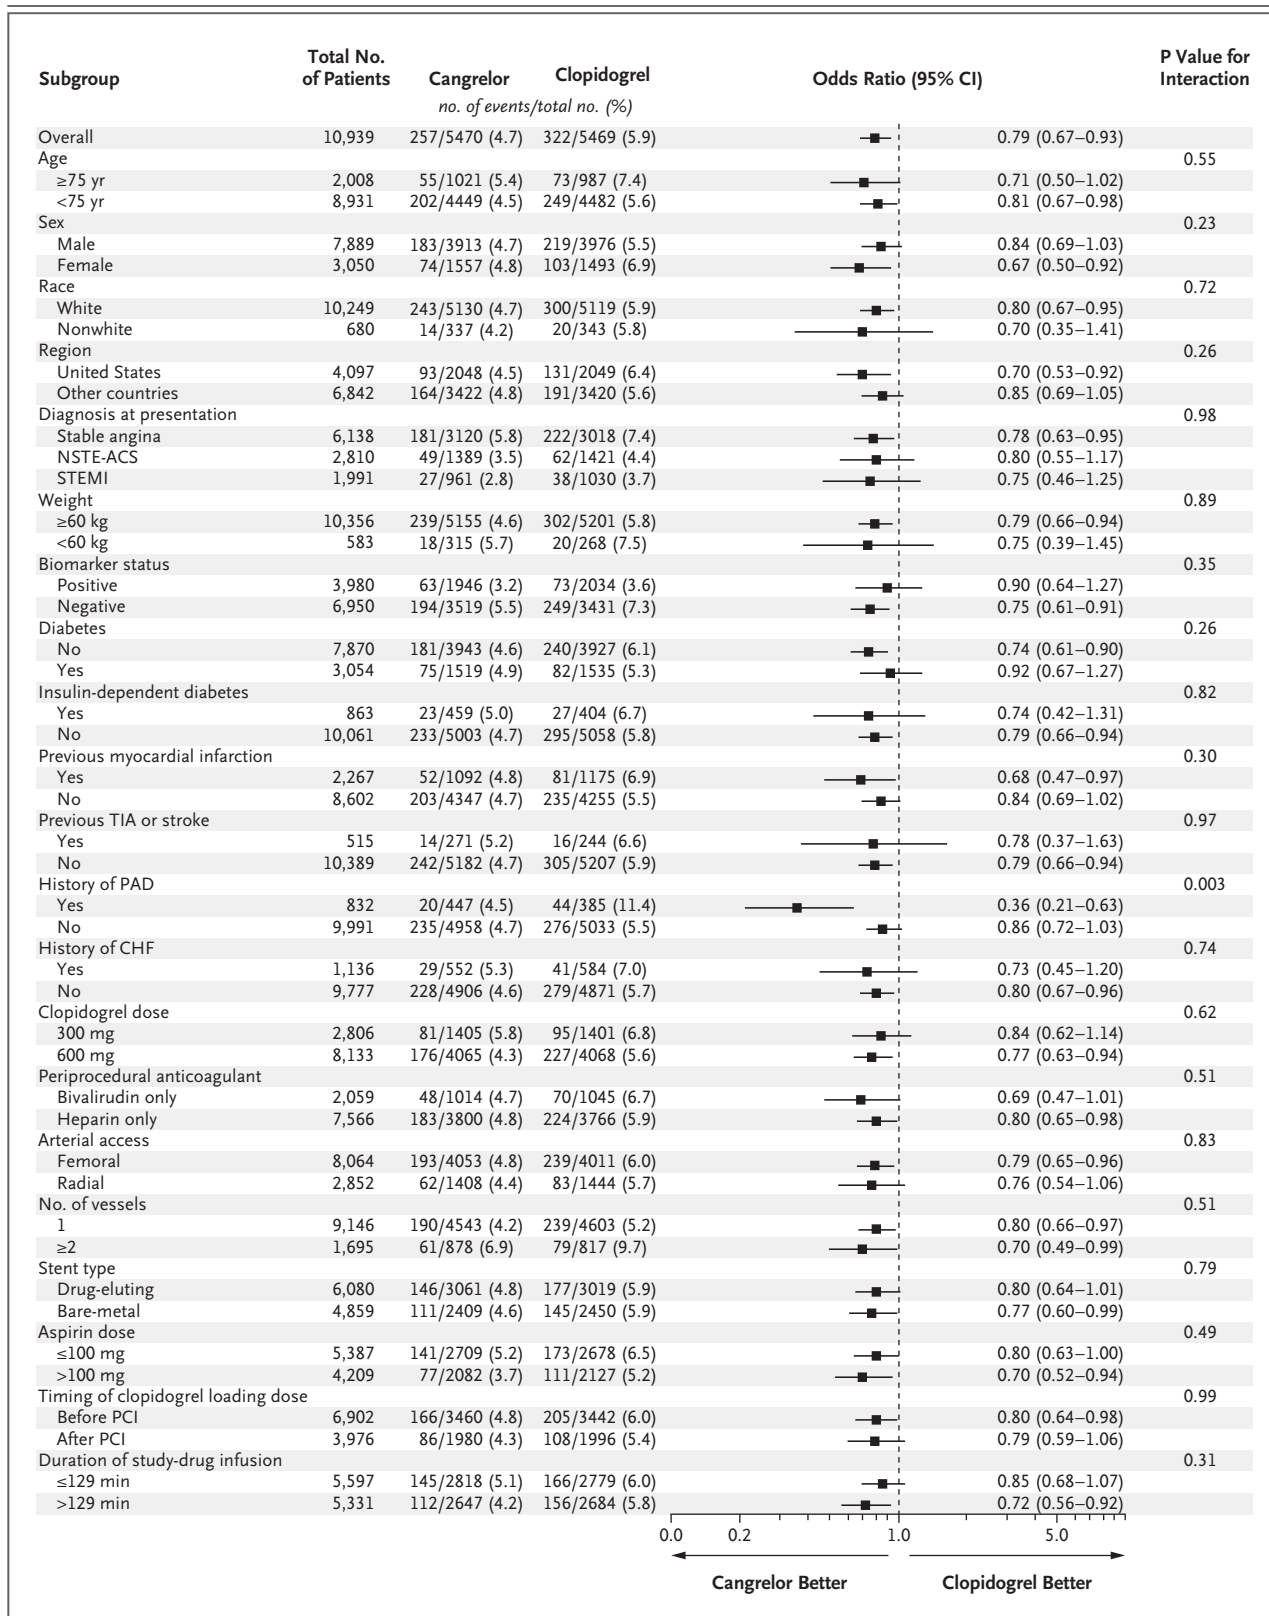 Subgroup Total No. of Patients Cangrelor Clopidogrel Odds Ratio (95% CI) P Value for Interaction
no. of events/total no. (%)
Overall 10,939 257/5470 (4.7) 322/5469 (5.9) 0.79 (0.67–0.93)
Age 0.55
≥75 yr 2,008 55/1021 (5.4) 73/987 (7.4) 0.71 (0.50–1.02)
<75 yr 8,931 202/4449 (4.5) 249/4482 (5.6) 0.81 (0.67–0.98)
Sex 0.23
Male 7,889 183/3913 (4.7) 219/3976 (5.5) 0.84 (0.69–1.03)
Female 3,050 74/1557 (4.8) 103/1493 (6.9) 0.67 (0.50–0.92)
Race 0.72
White 10,249 243/5130 (4.7) 300/5119 (5.9) 0.80 (0.67–0.95)
Nonwhite 680 14/337 (4.2) 20/343 (5.8) 0.70 (0.35–1.41)
Region 0.26
United States 4,097 93/2048 (4.5) 131/2049 (6.4) 0.70 (0.53–0.92)
Other countries 6,842 164/3422 (4.8) 191/3420 (5.6) 0.85 (0.69–1.05)
Diagnosis at presentation 0.98
Stable angina 6,138 181/3120 (5.8) 222/3018 (7.4) 0.78 (0.63–0.95)
NSTE-ACS 2,810 49/1389 (3.5) 62/1421 (4.4) 0.80 (0.55–1.17)
STEMI 1,991 27/961 (2.8) 38/1030 (3.7) 0.75 (0.46–1.25)
Weight 0.89
≥60 kg 10,356 239/5155 (4.6) 302/5201 (5.8) 0.79 (0.66–0.94)
<60 kg 583 18/315 (5.7) 20/268 (7.5) 0.75 (0.39–1.45)
Biomarker status 0.35
Positive 3,980 63/1946 (3.2) 73/2034 (3.6) 0.90 (0.64–1.27)
Negative 6,950 194/3519 (5.5) 249/3431 (7.3) 0.75 (0.61–0.91)
Diabetes 0.26
No 7,870 181/3943 (4.6) 240/3927 (6.1) 0.74 (0.61–0.90)
Yes 3,054 75/1519 (4.9) 82/1535 (5.3) 0.92 (0.67–1.27)
Insulin-dependent diabetes 0.82
Yes 863 23/459 (5.0) 27/404 (6.7) 0.74 (0.42–1.31)
No 10,061 233/5003 (4.7) 295/5058 (5.8) 0.79 (0.66–0.94)
Previous myocardial infarction 0.30
Yes 2,267 52/1092 (4.8) 81/1175 (6.9) 0.68 (0.47–0.97)
No 8,602 203/4347 (4.7) 235/4255 (5.5) 0.84 (0.69–1.02)
Previous TIA or stroke 0.97
Yes 515 14/271 (5.2) 16/244 (6.6) 0.78 (0.37–1.63)
No 10,389 242/5182 (4.7) 305/5207 (5.9) 0.79 (0.66–0.94)
History of PAD 0.003
Yes 832 20/447 (4.5) 44/385 (11.4) 0.36 (0.21–0.63)
No 9,991 235/4958 (4.7) 276/5033 (5.5) 0.86 (0.72–1.03)
History of CHF 0.74
Yes 1,136 29/552 (5.3) 41/584 (7.0) 0.73 (0.45–1.20)
No 9,777 228/4906 (4.6) 279/4871 (5.7) 0.80 (0.67–0.96)
Clopidogrel dose 0.62
300 mg 2,806 81/1405 (5.8) 95/1401 (6.8) 0.84 (0.62–1.14)
600 mg 8,133 176/4065 (4.3) 227/4068 (5.6) 0.77 (0.63–0.94)
Periprocedural anticoagulant 0.51
Bivalirudin only 2,059 48/1014 (4.7) 70/1045 (6.7) 0.69 (0.47–1.01)
Heparin only 7,566 183/3800 (4.8) 224/3766 (5.9) 0.80 (0.65–0.98)
Arterial access 0.83
Femoral 8,064 193/4053 (4.8) 239/4011 (6.0) 0.79 (0.65–0.96)
Radial 2,852 62/1408 (4.4) 83/1444 (5.7) 0.76 (0.54–1.06)
No. of vessels 0.51
1 9,146 190/4543 (4.2) 239/4603 (5.2) 0.80 (0.66–0.97)
≥2 1,695 61/878 (6.9) 79/817 (9.7) 0.70 (0.49–0.99)
Stent type 0.79
Drug-eluting 6,080 146/3061 (4.8) 177/3019 (5.9) 0.80 (0.64–1.01)
Bare-metal 4,859 111/2409 (4.6) 145/2450 (5.9) 0.77 (0.60–0.99)
Aspirin dose 0.49
≤100 mg 5,387 141/2709 (5.2) 173/2678 (6.5) 0.80 (0.63–1.00)
>100 mg 4,209 77/2082 (3.7) 111/2127 (5.2) 0.70 (0.52–0.94)
Timing of clopidogrel loading dose 0.99
Before PCI 6,902 166/3460 (4.8) 205/3442 (6.0) 0.80 (0.64–0.98)
After PCI 3,976 86/1980 (4.3) 108/1996 (5.4) 0.79 (0.59–1.06)
Duration of study-drug infusion 0.31
≤129 min 5,597 145/2818 (5.1) 166/2779 (6.0) 0.85 (0.68–1.07)
>129 min 5,331 112/2647 (4.2) 156/2684 (5.8) 0.72 (0.56–0.92)
0.0 0.2 1.0 5.0
Cangrelor Better Clopidogrel Better